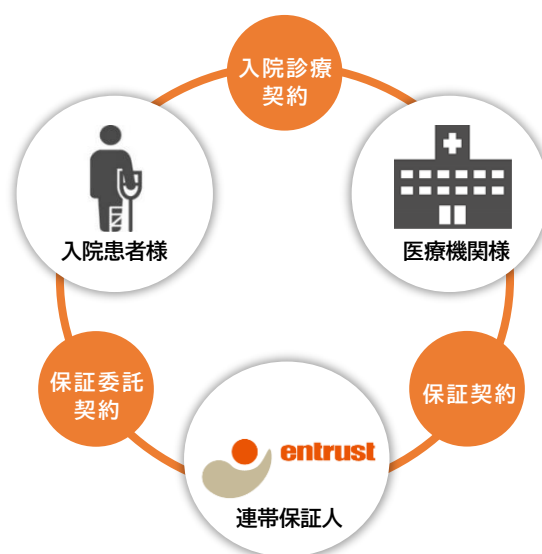 入院診療
契約
入院患者様
医療機関様
保証委託
契約
保証契約
entrust
連帯保証人